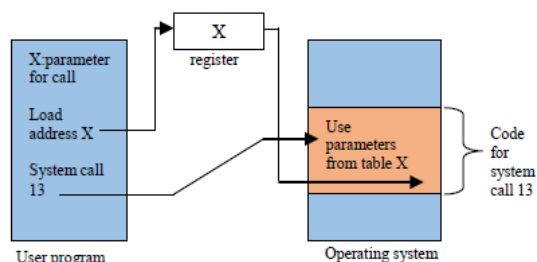 X
register
X:parameter
for call
Load
address X
System call
13
User program
Use
parameters
from table X
Operating system
Code
for
system
call 13